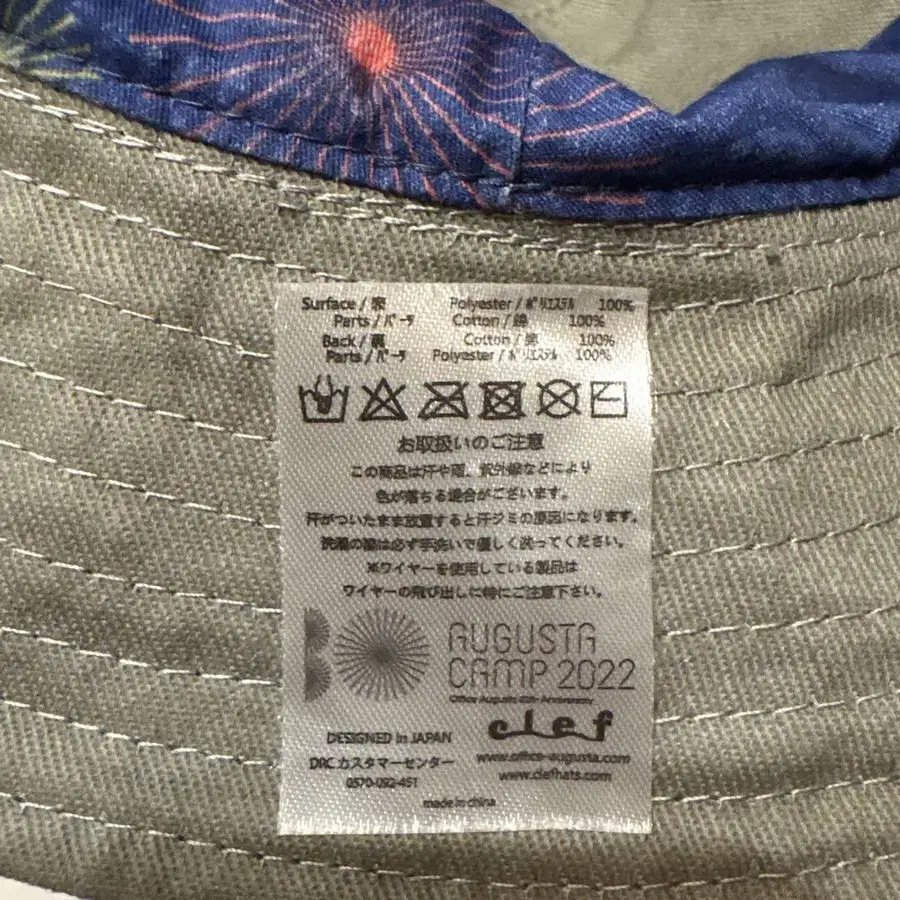 Surface / 表 Polyester / ポリエステル 100%
Parts / パーツ Cotton / 綿 100%
Back / 裏 Cotton / 綿 100%
Parts / パーツ Polyester / ポリエステル 100%
お取扱いのご注意
この商品は汗や雨、紫外線などにより
色が落ちる場合がございます。
汗がついたまま放置すると汗ジミの原因になります。
洗濯の際は必ず手洗いで優しく洗ってください。
※ワイヤーを使用している製品は
ワイヤーの飛び出しに特にご注意下さい。
AUGUSTA
CAMP 2022
Office Augusta 30th Anniversary
clef
DESIGNED in JAPAN
www.office-augusta.com
DRC カスタマーセンター
www.clefhats.com
0570-092-451
made in china